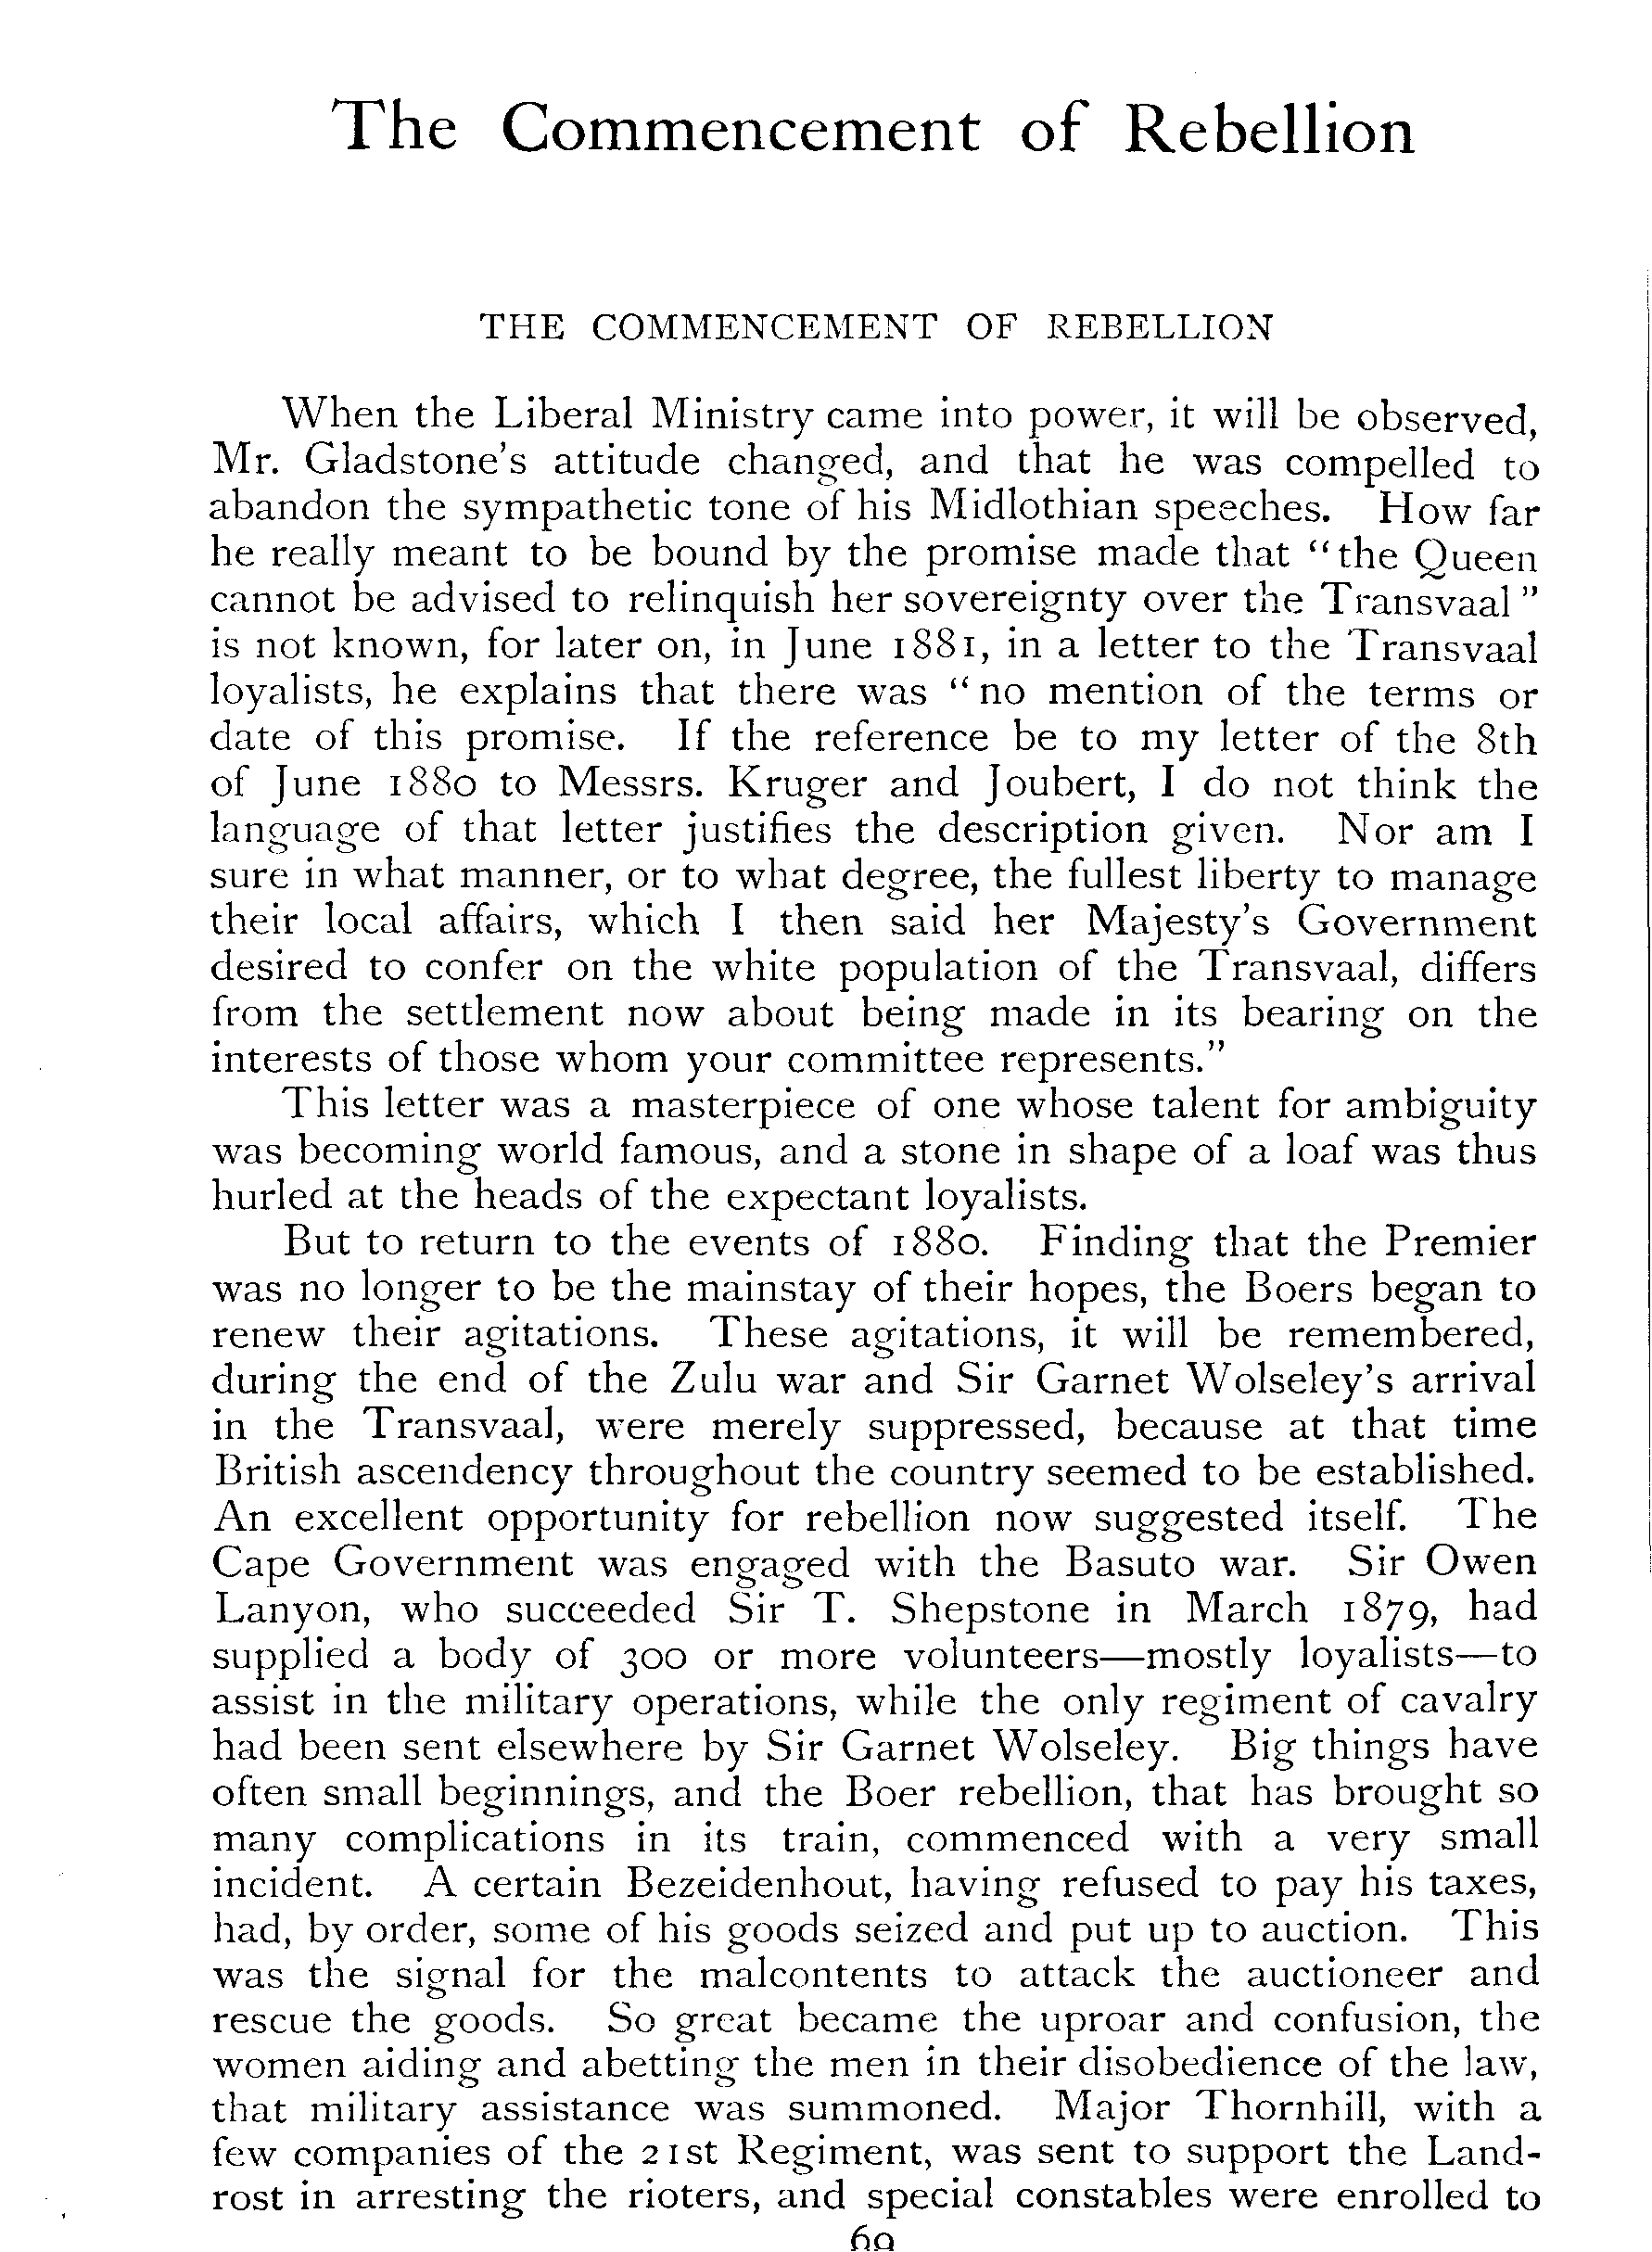 The Commencement of Rebellion
THE COMMENCEMENT OF REBELLION
When the Liberal Ministry came into power, it will be observed,
Mr. Gladstone's attitude changed, and that he was compelled to
abandon the sympathetic tone of his Midlothian speeches. How far
he really meant to be bound by the promise made that "the Queen
cannot be advised to relinquish her sovereignty over the Transvaal"
is not known, for later on, in June 1881, in a letter to the Transvaal
loyalists, he explains that there was "no mention of the terms or
date of this promise. If the reference be to my letter of the 8th
of June 1880 to Messrs. Kruger and Joubert, I do not think the
language of that letter justifies the description given. Nor am I
sure in what manner, or to what degree, the fullest liberty to manage
their local affairs, which I then said her Majesty's Government
desired to confer on the white population of the Transvaal, differs
from the settlement now about being made in its bearing on the
interests of those whom your committee represents."
This letter was a masterpiece of one whose talent for ambiguity
was becoming world famous, and a stone in shape of a loaf was thus
hurled at the heads of the expectant loyalists.
But to return to the events of 1880. Finding that the Premier
was no longer to be the mainstay of their hopes, the Boers began to
renew their agitations. These agitations, it will be remembered,
during the end of the Zulu war and Sir Garnet Wolseley's arrival
in the Transvaal, were merely suppressed, because at that time
British ascendency throughout the country seemed to be established.
An excellent opportunity for rebellion now suggested itself. The
Cape Government was engaged with the Basuto war. Sir Owen
Lanyon, who succeeded Sir T. Shepstone in March 1879, had
supplied a body of 300 or more volunteers—mostly loyalists—to
assist in the military operations, while the only regiment of cavalry
had been sent elsewhere by Sir Garnet Wolseley. Big things have
often small beginnings, and the Boer rebellion, that has brought so
many complications in its train, commenced with a very small
incident. A certain Bezeidenhout, having refused to pay his taxes,
had, by order, some of his goods seized and put up to auction. This
was the signal for the malcontents to attack the auctioneer and
rescue the goods. So great became the uproar and confusion, the
women aiding and abetting the men in their disobedience of the law,
that military assistance was summoned. Major Thornhill, with a
few companies of the 21st Regiment, was sent to support the Land-
rost in arresting the rioters, and special constables were enrolled to
69